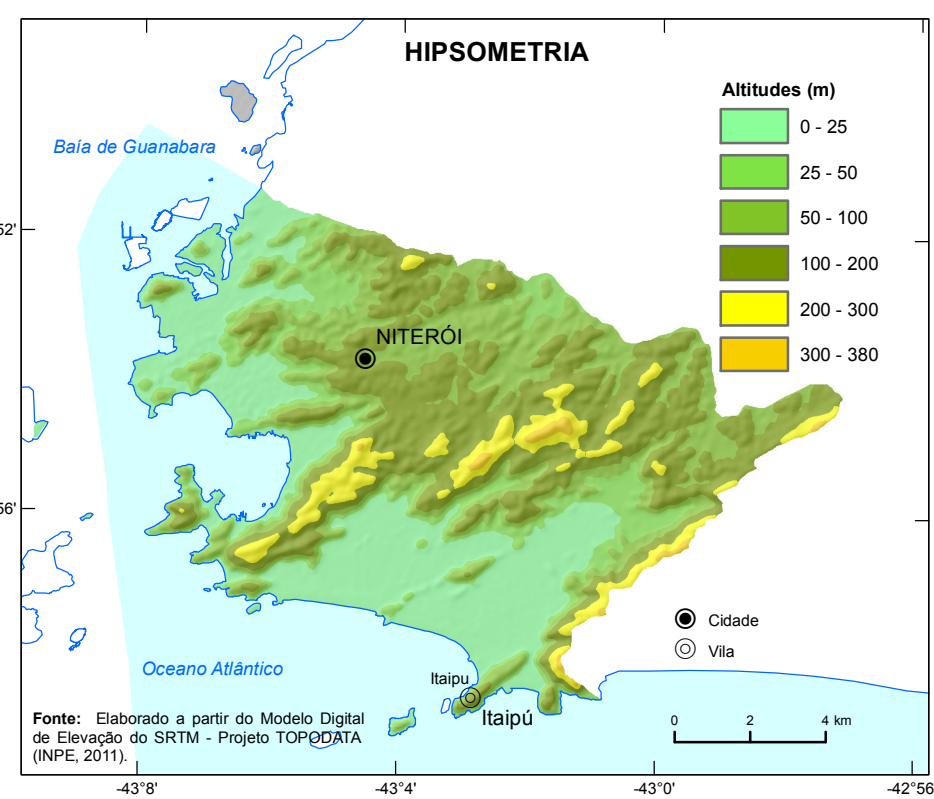 HIPSOMETRIA
Altitudes (m)
0 - 25
25 - 50
50 - 100
100 - 200
200 - 300
300 - 380
Baía de Guanabara
52'
NITERÓI
56'
Cidade
Vila
Oceano Atlântico
Itaipu
Itaipú
Fonte: Elaborado a partir do Modelo Digital
de Elevação do SRTM - Projeto TOPODATA
(INPE, 2011).
0 2 4 km
-43°8' -43°4' -43°0' -42°56